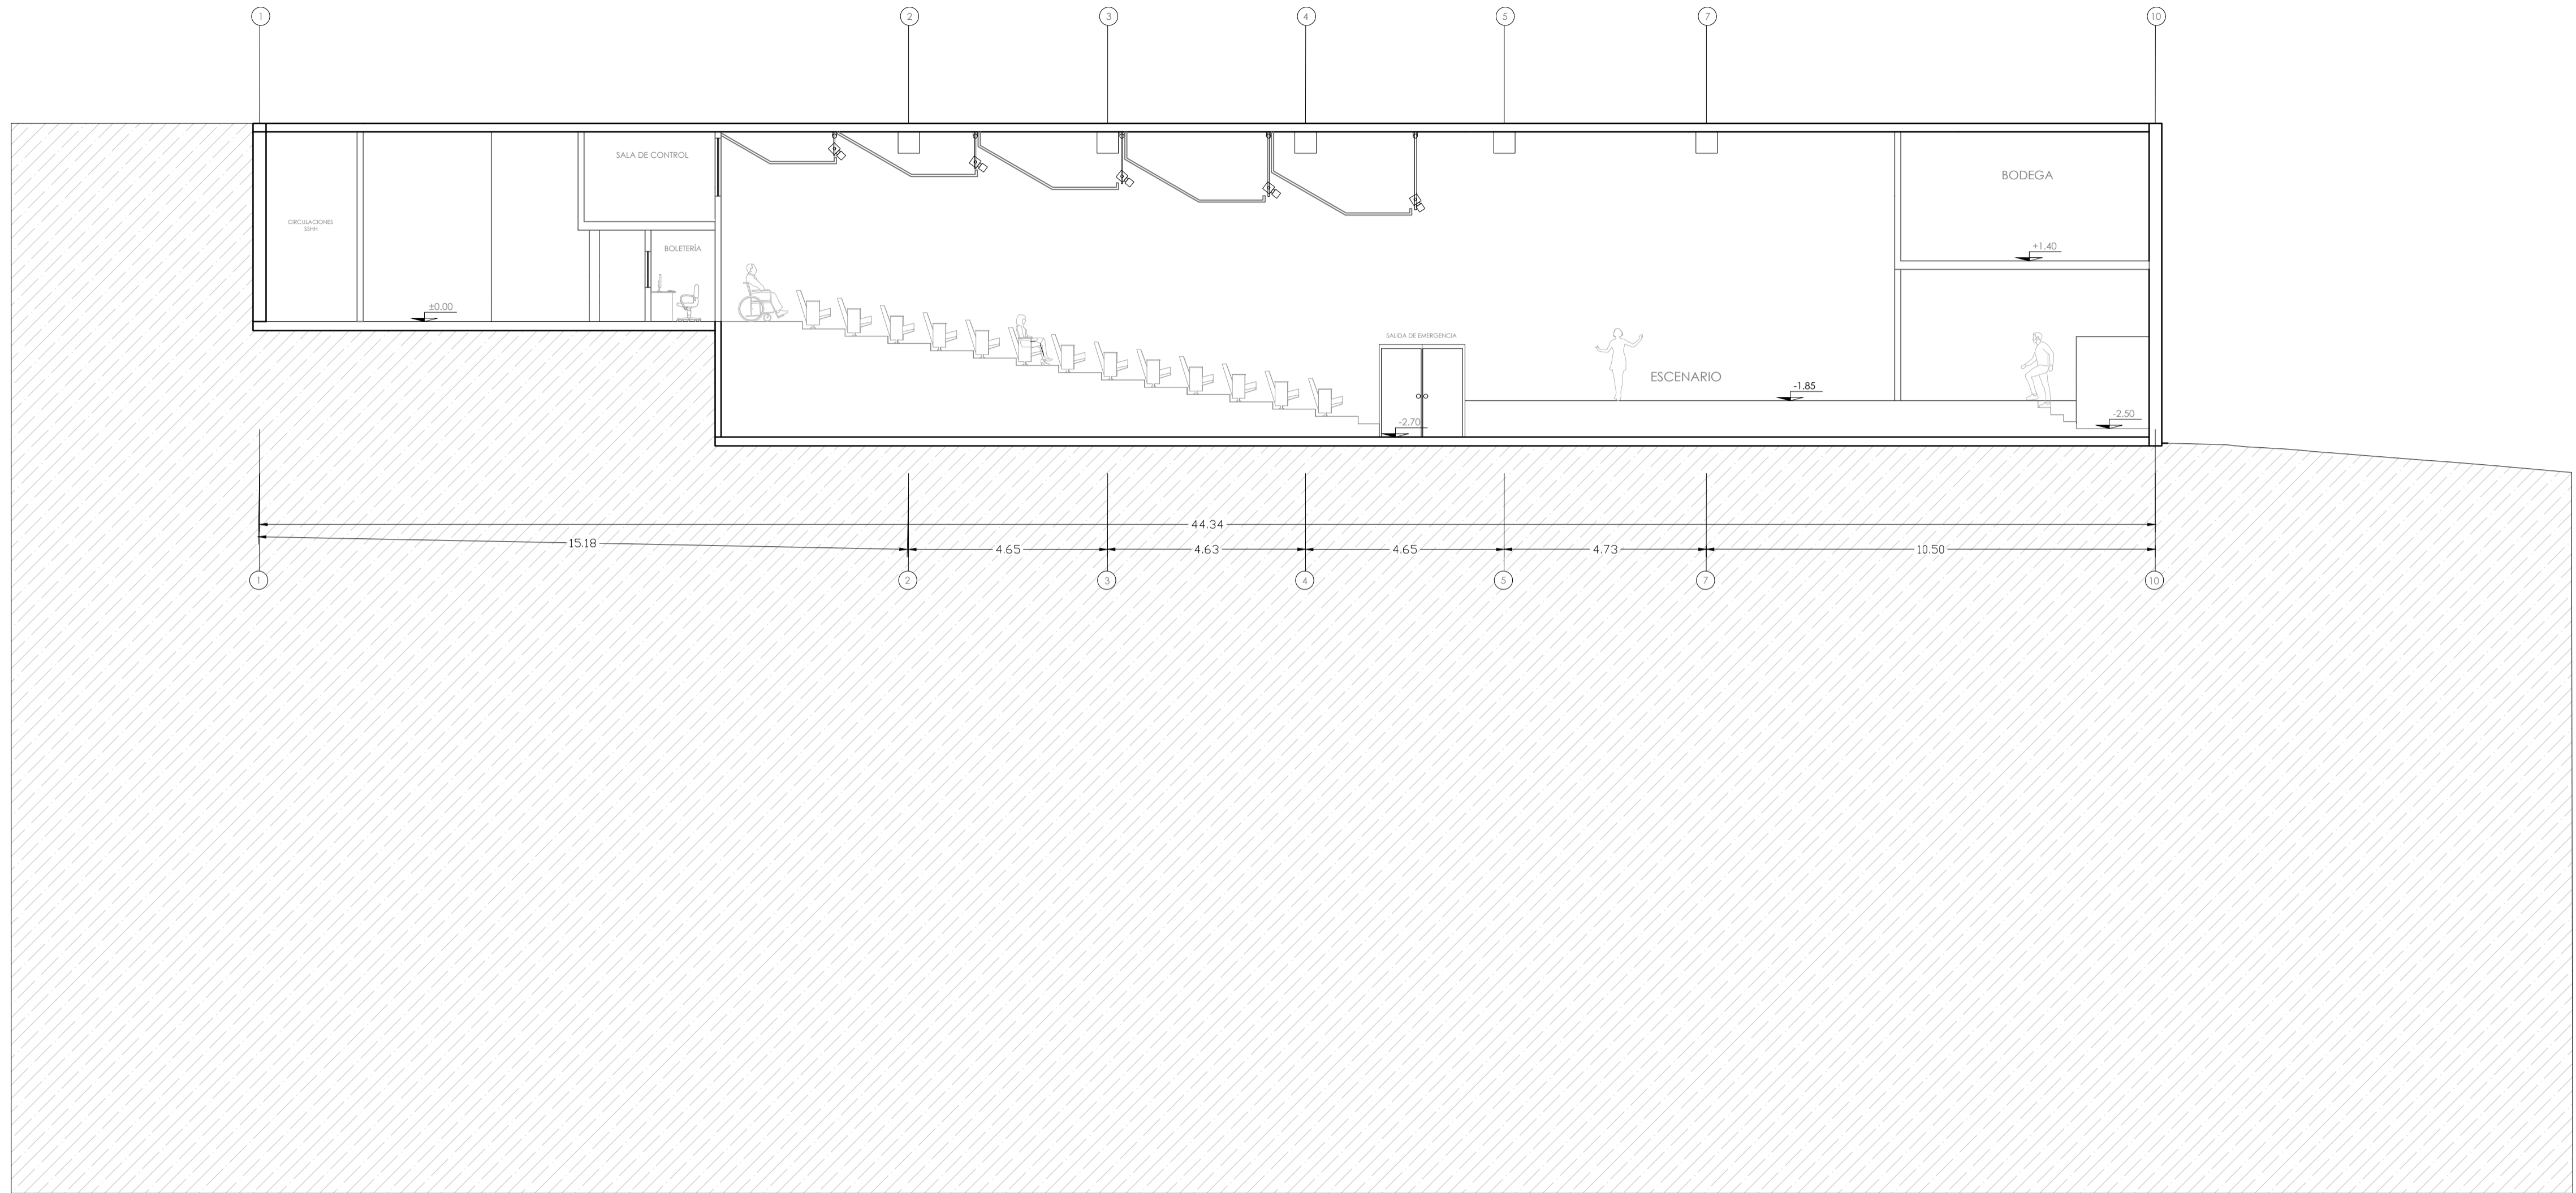 1 2 3 4 5 7 10
SALA DE CONTROL
BODEGA
CIRCULACIONES
SSHH
BOLETERÍA
+1.40
±0.00
SALIDA DE EMERGENCIA
ESCENARIO
-1.85
-2.50
-2.70
44.34
15.18 4.65 4.63 4.65 4.73 10.50
1 2 3 4 5 7 10